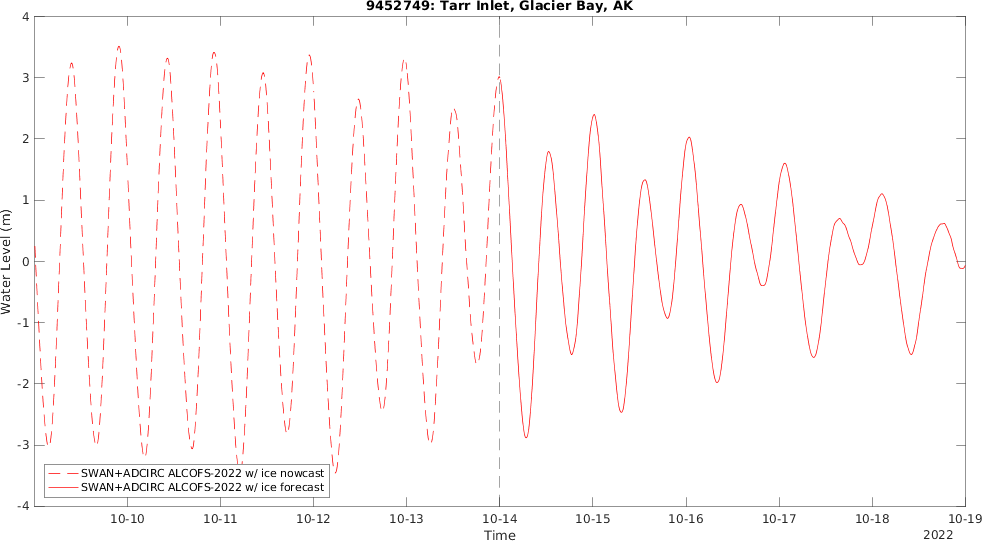 9452749: Tarr Inlet, Glacier Bay, AK
4
3
2
1
0
-1
-2
-3
-4
Water Level (m)
SWAN+ADCIRC ALCOFS-2022 w/ ice nowcast
SWAN+ADCIRC ALCOFS-2022 w/ ice forecast
10-10 10-11 10-12 10-13 10-14 10-15 10-16 10-17 10-18 10-19
Time
2022